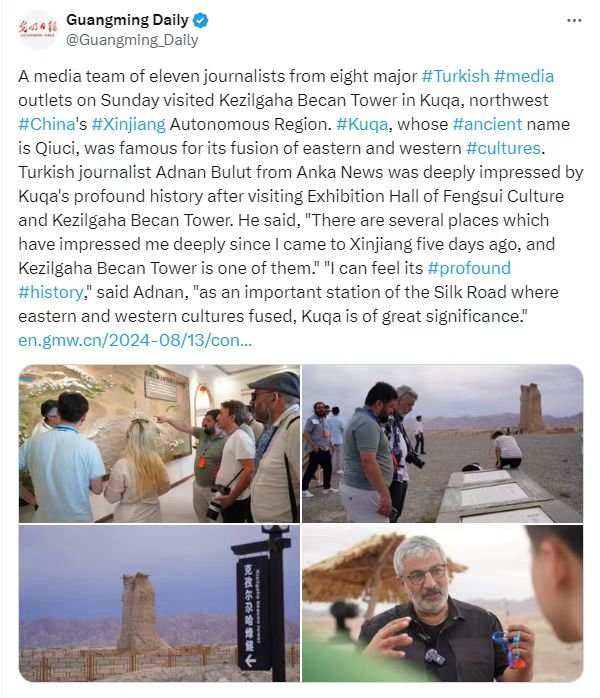 光明日報
GUANGMING DAILY
Guangming Daily
@Guangming_Daily
A media team of eleven journalists from eight major #Turkish #media
outlets on Sunday visited Kezilgaha Becan Tower in Kuqa, northwest
#China's #Xinjiang Autonomous Region. #Kuqa, whose #ancient name
is Qiuci, was famous for its fusion of eastern and western #cultures.
Turkish journalist Adnan Bulut from Anka News was deeply impressed by
Kuqa's profound history after visiting Exhibition Hall of Fengsui Culture
and Kezilgaha Becan Tower. He said, "There are several places which
have impressed me deeply since I came to Xinjiang five days ago, and
Kezilgaha Becan Tower is one of them." "I can feel its #profound
#history," said Adnan, "as an important station of the Silk Road where
eastern and western cultures fused, Kuqa is of great significance."
en.gmw.cn/2024-08/13/con...
克孜尔尕哈烽燧